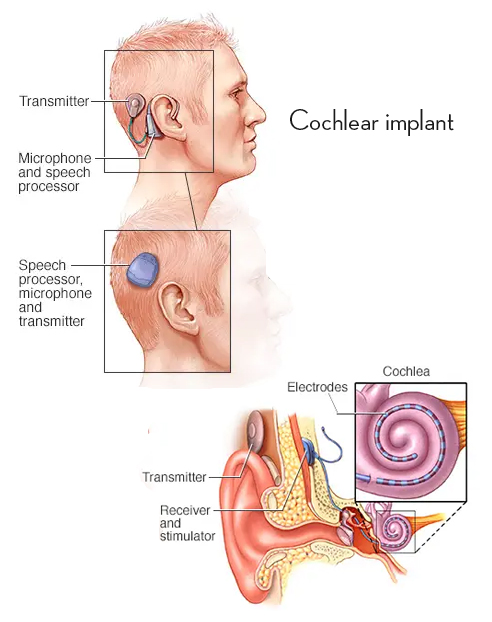 Transmitter
Cochlear implant
Microphone
and speech
processor
Speech
processor,
microphone
and
transmitter
Cochlea
Electrodes
Transmitter
Receiver
and
stimulator